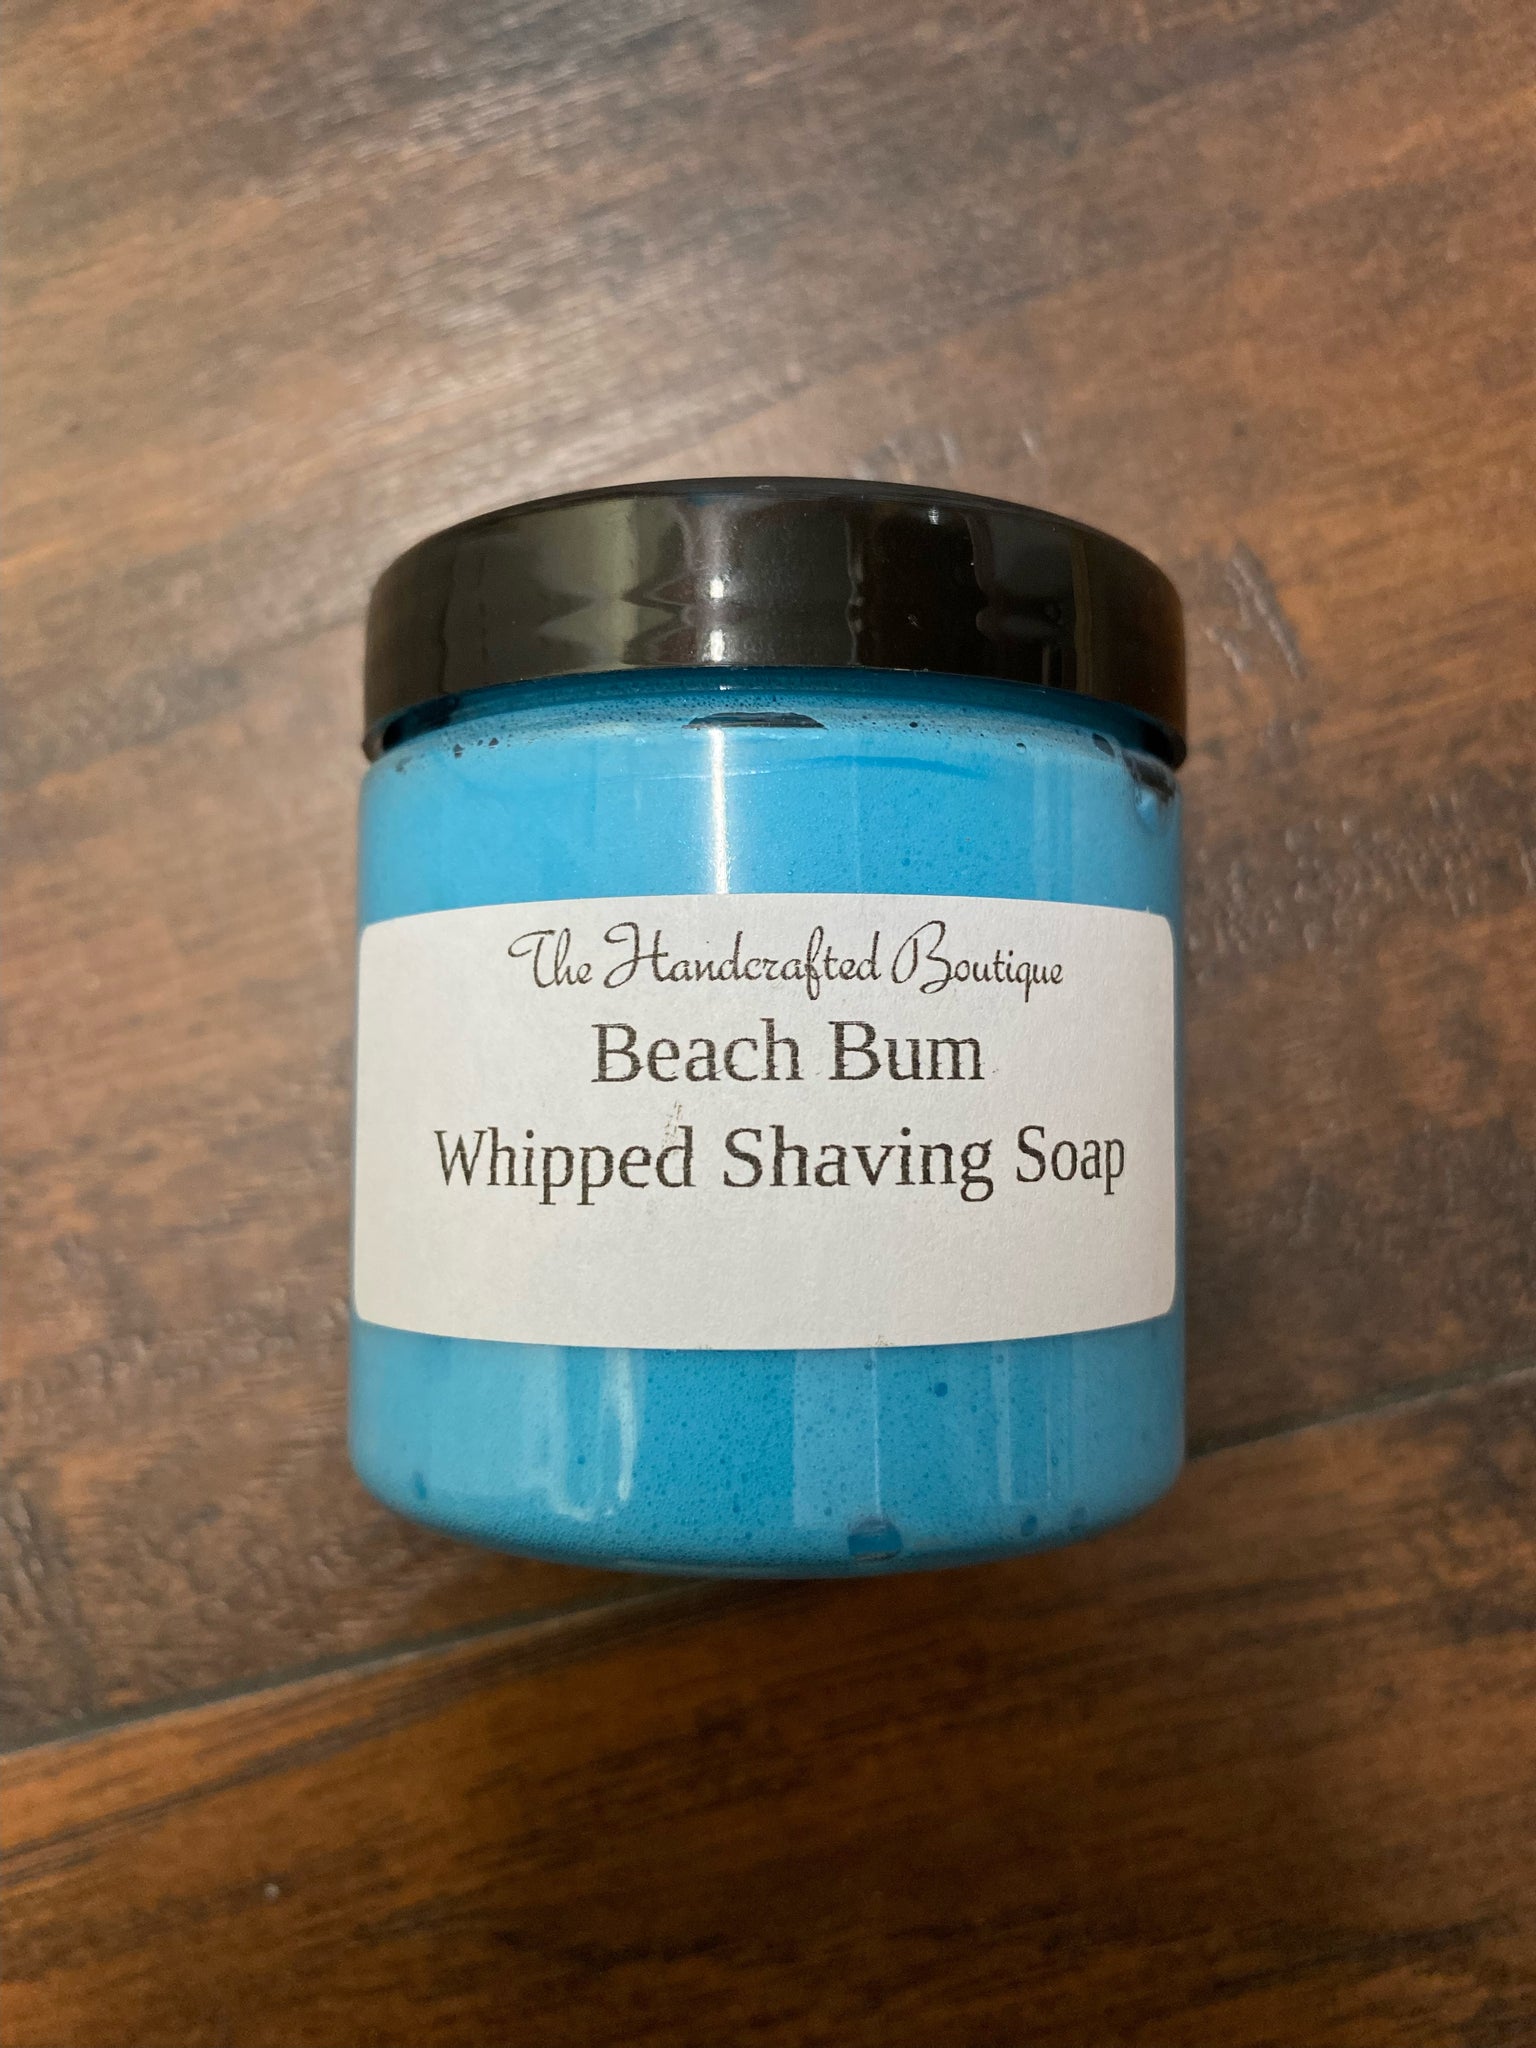 The Handcrafted Boutique
Beach Bum
Whipped Shaving Soap